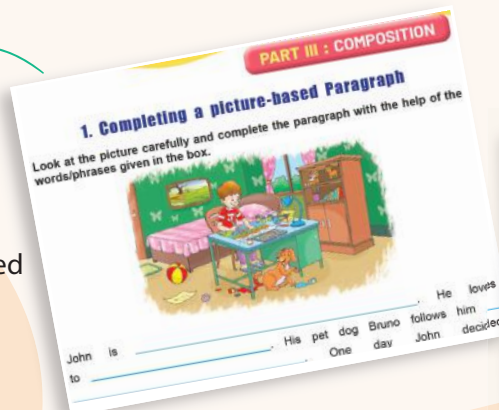 PART III : COMPOSITION
1. Completing a picture-based Paragraph
Look at the picture carefully and complete the paragraph with the help of the
words/phrases given in the box.
John is . He loves
to . His pet dog Bruno follows him
. One day John decided
ed